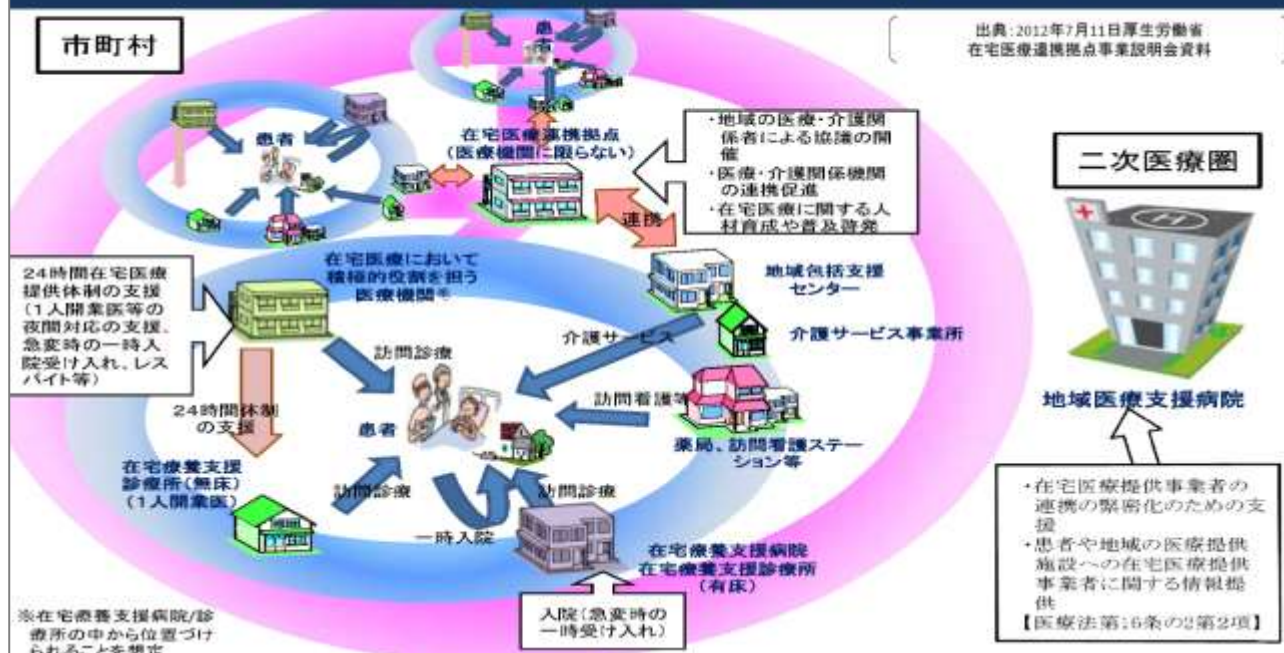 市町村
出典:2012年7月11日厚生労働省
在宅医療連携拠点事業説明会資料
患者
患者
在宅医療連携拠点
(医療機関に限らない)
・地域の医療・介護関
係者による協議の開
催
・医療・介護関係機関
の連携促進
・在宅医療に関する人
材育成や普及啓発
連携
二次医療圏
24時間在宅医療
提供体制の支援
(1人開業医等の
夜間対応の支援、
急変時の一時入
院受け入れ、レス
パイト等)
在宅医療において
積極的役割を担う
医療機関※
地域包括支援
センター
介護サービス事業所
介護サービス
訪問診療
24時間体制
の支援
患者
訪問看護等
薬局、訪問看護ステー
ション等
地域医療支援病院
在宅療養支援
診療所(無床)
(1人開業医)
訪問診療
訪問診療
一時入院
在宅療養支援病院
在宅療養支援診療所
(有床)
入院(急変時の
一時受け入れ)
・在宅医療提供事業者の
連携の緊密化のための支
援
・患者や地域の医療提供
施設への在宅医療提供
事業者に関する情報提
供
【医療法第16条の2第2項】
※在宅療養支援病院/診
療所の中から位置づけ
られることを想定